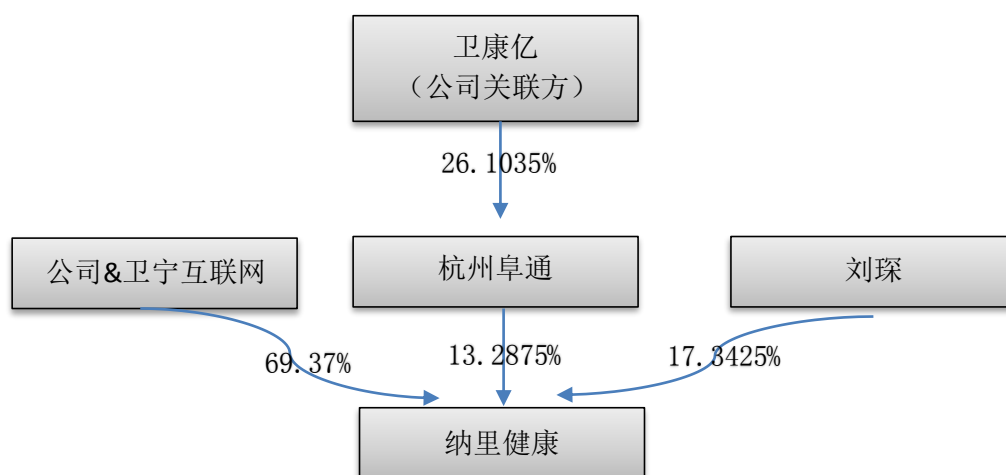 卫康亿
（公司关联方）
26.1035%
公司&卫宁互联网
杭州阜通
刘琛
69.37%
13.2875%
17.3425%
纳里健康